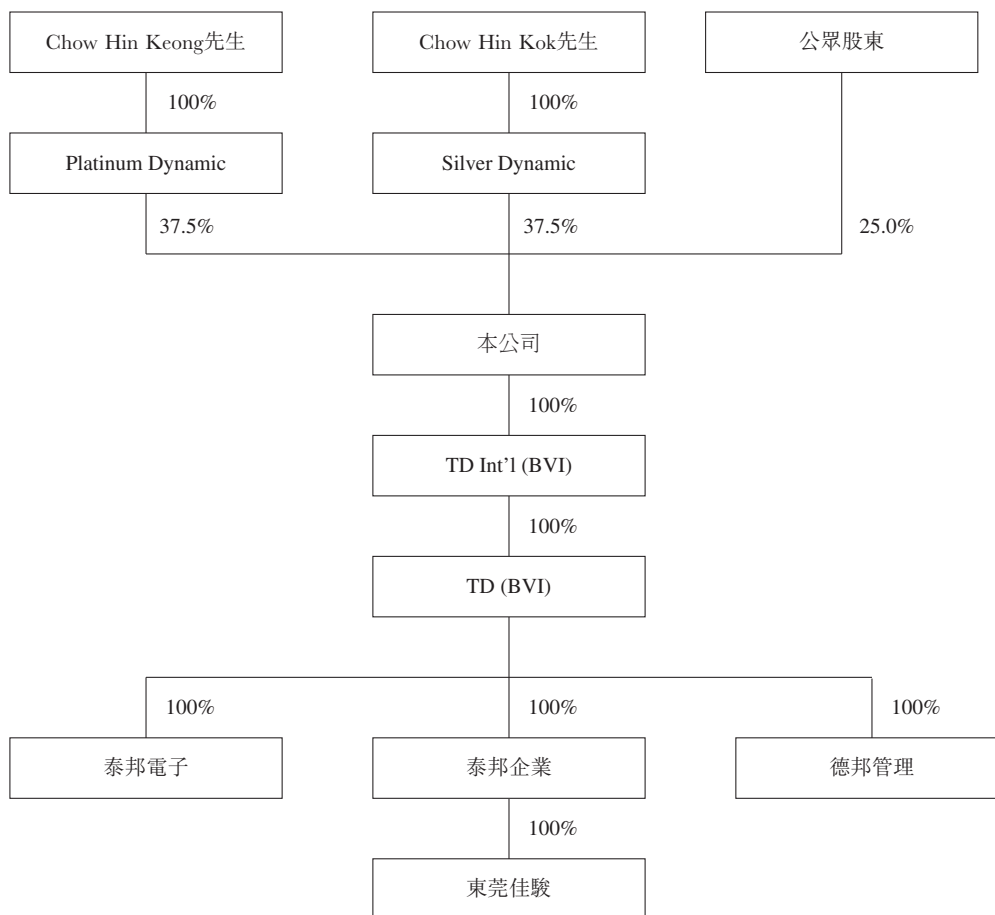 Chow Hin Keong先生
Chow Hin Kok先生
公眾股東
100%
100%
Platinum Dynamic
Silver Dynamic
37.5%
37.5%
25.0%
本公司
100%
TD Int’l (BVI)
100%
TD (BVI)
100%
100%
100%
泰邦電子
泰邦企業
德邦管理
100%
東莞佳駿